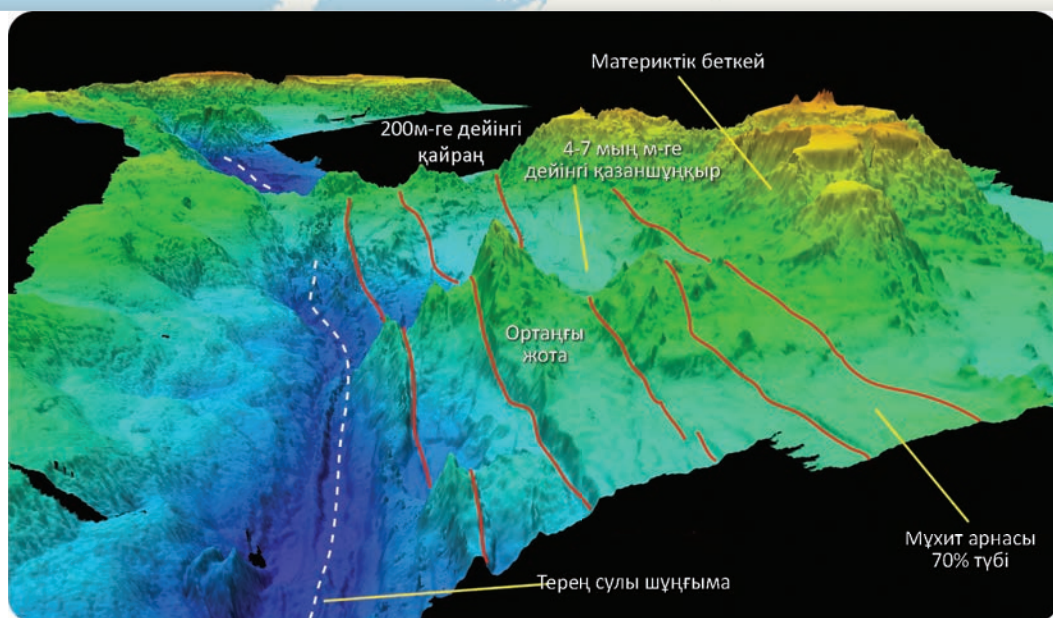 Материктік беткей
200м-ге дейінгі
қайраң
4-7 мың м-ге
дейінгі қазаншұңқыр
Ортаңғы
жота
Мұхит арнасы
70% түбі
Терең сулы шұңғыма